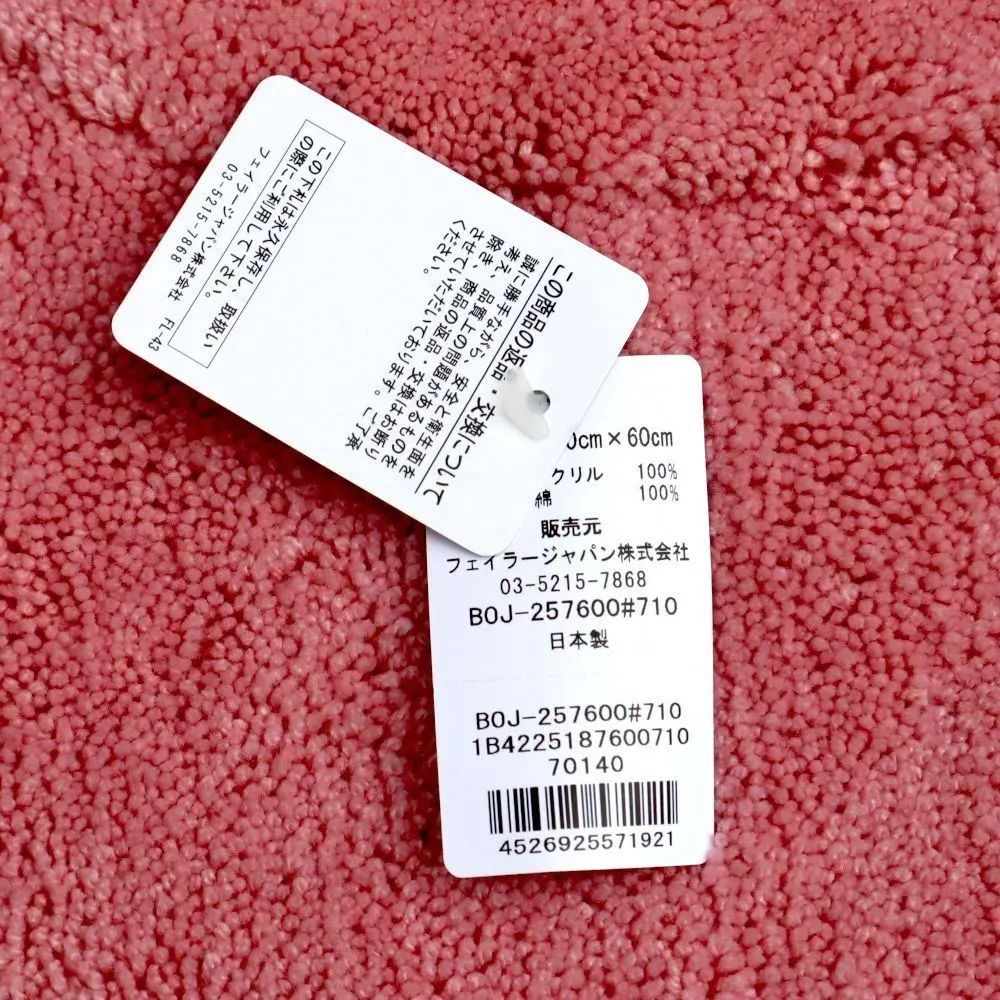 この商品の返品・交換について
誠に勝手ながら、安全と衛生面を
考え、品質上の問題があるものを
除き、商品の返品・交換はお断り
させていただいております。ご了承
ください。
この下札は永久保存し、取扱い
の際にご利用して下さい。
フェイラージャパン株式会社 FL-43
03-5215-7868
0cm×60cm
クリル 100%
綿 100%
販売元
フェイラージャパン株式会社
03-5215-7868
BOJ-257600#710
日本製
BOJ-257600#710
1B4225187600710
70140
4526925571921